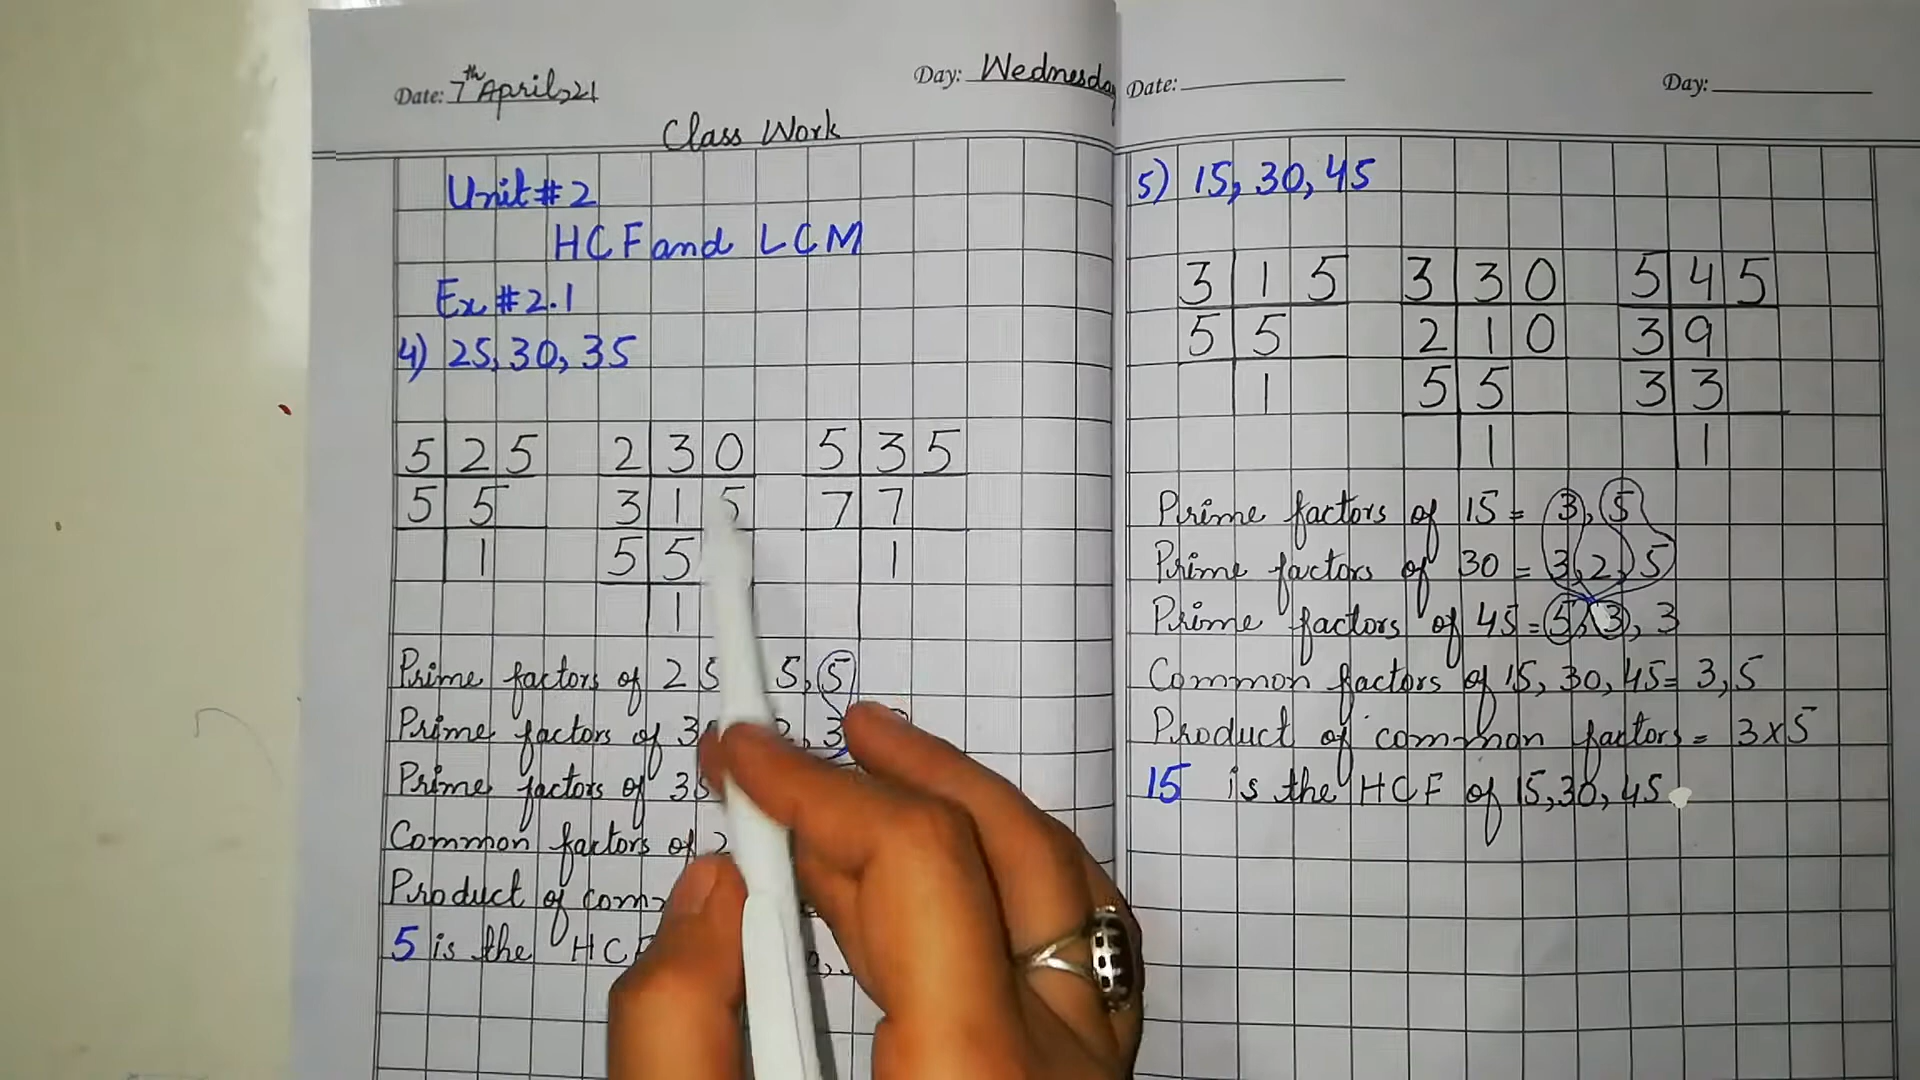 Date: 7th April, 21 Day: Wednesday
Class Work
Unit # 2
HCF and LCM
Ex # 2.1
4) 25, 30, 35
5 25 2 30 5 35
5 5 3 15 7 7
1 5 5 1
1
Prime factors of 25 5, 5
Prime factors of 2, 3
Prime factors of
Common factors of
Product of
5 is the HCF
Date: Day:
5) 15, 30, 45
3 15 3 30 5 45
5 5 2 10 3 9
1 5 5 3 3
1 1
Prime factors of 15 = 3, 5
Prime factors of 30 = 3, 2, 5
Prime factors of 45 = 5, 3, 3
Common factors of 15, 30, 45 = 3, 5
Product of common factors = 3 x 5
15 is the HCF of 15, 30, 45.